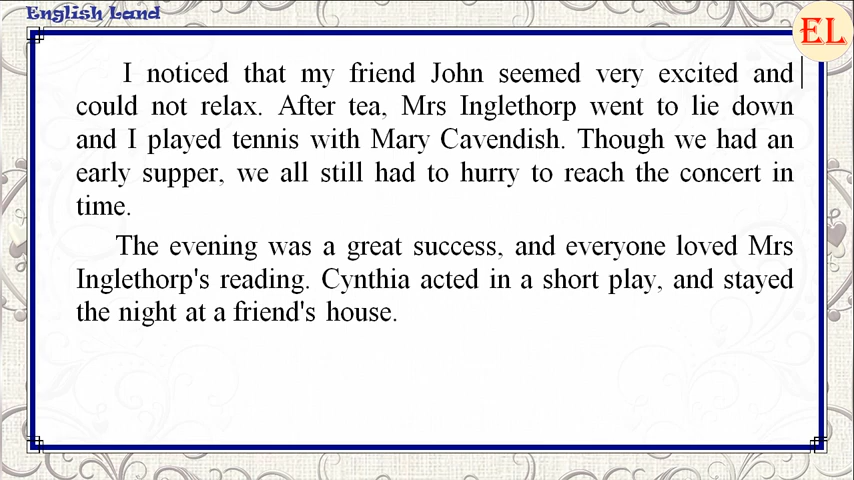 English Land
EL
I noticed that my friend John seemed very excited and
could not relax. After tea, Mrs Inglethorp went to lie down
and I played tennis with Mary Cavendish. Though we had an
early supper, we all still had to hurry to reach the concert in
time.
The evening was a great success, and everyone loved Mrs
Inglethorp's reading. Cynthia acted in a short play, and stayed
the night at a friend's house.